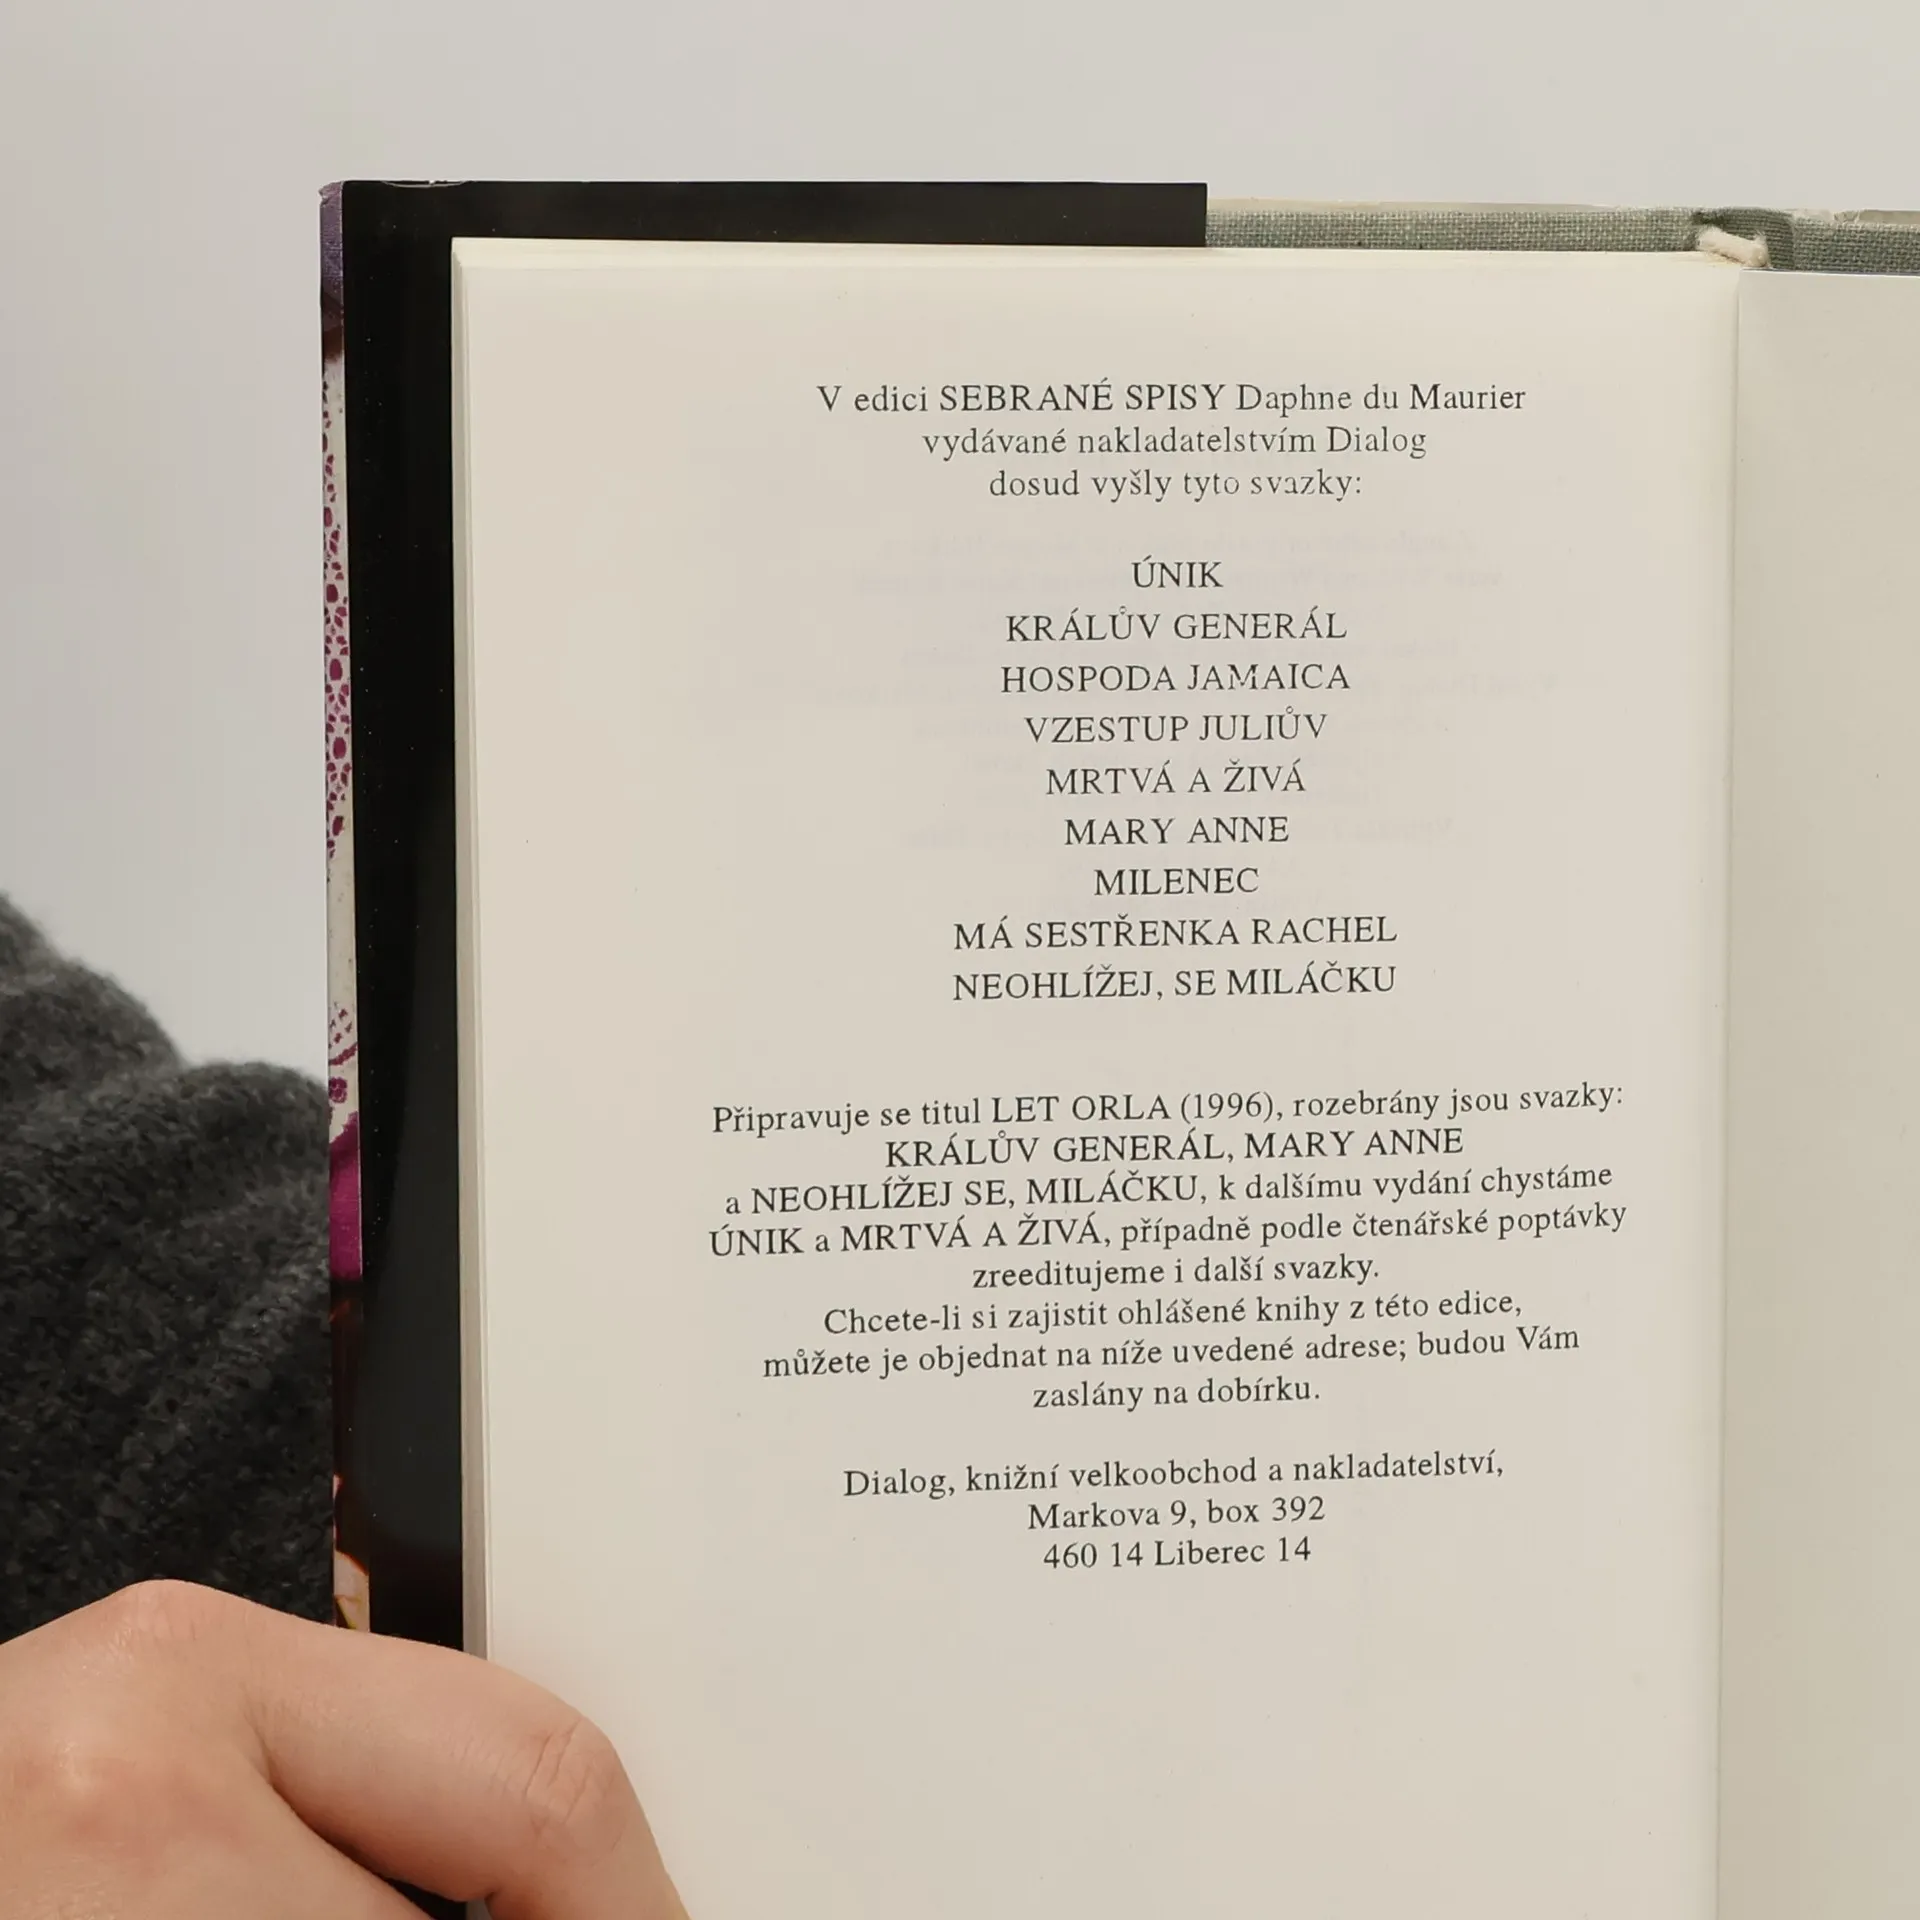 V edici SEBRANÉ SPISY Daphne du Maurier
vydávané nakladatelstvím Dialog
dosud vyšly tyto svazky:
ÚNIK
KRÁLŮV GENERÁL
HOSPODA JAMAICA
VZESTUP JULIŮV
MRTVÁ A ŽIVÁ
MARY ANNE
MILENEC
MÁ SESTŘENKA RACHEL
NEOHLÍŽEJ, SE MILÁČKU
Připravuje se titul LET ORLA (1996), rozebrány jsou svazky:
KRÁLŮV GENERÁL, MARY ANNE
a NEOHLÍŽEJ SE, MILÁČKU, k dalšímu vydání chystáme
ÚNIK a MRTVÁ A ŽIVÁ, případně podle čtenářské poptávky
zreeditujeme i další svazky.
Chcete-li si zajistit ohlášené knihy z této edice,
můžete je objednat na níže uvedené adrese; budou Vám
zaslány na dobírku.
Dialog, knižní velkoobchod a nakladatelství,
Markova 9, box 392
460 14 Liberec 14